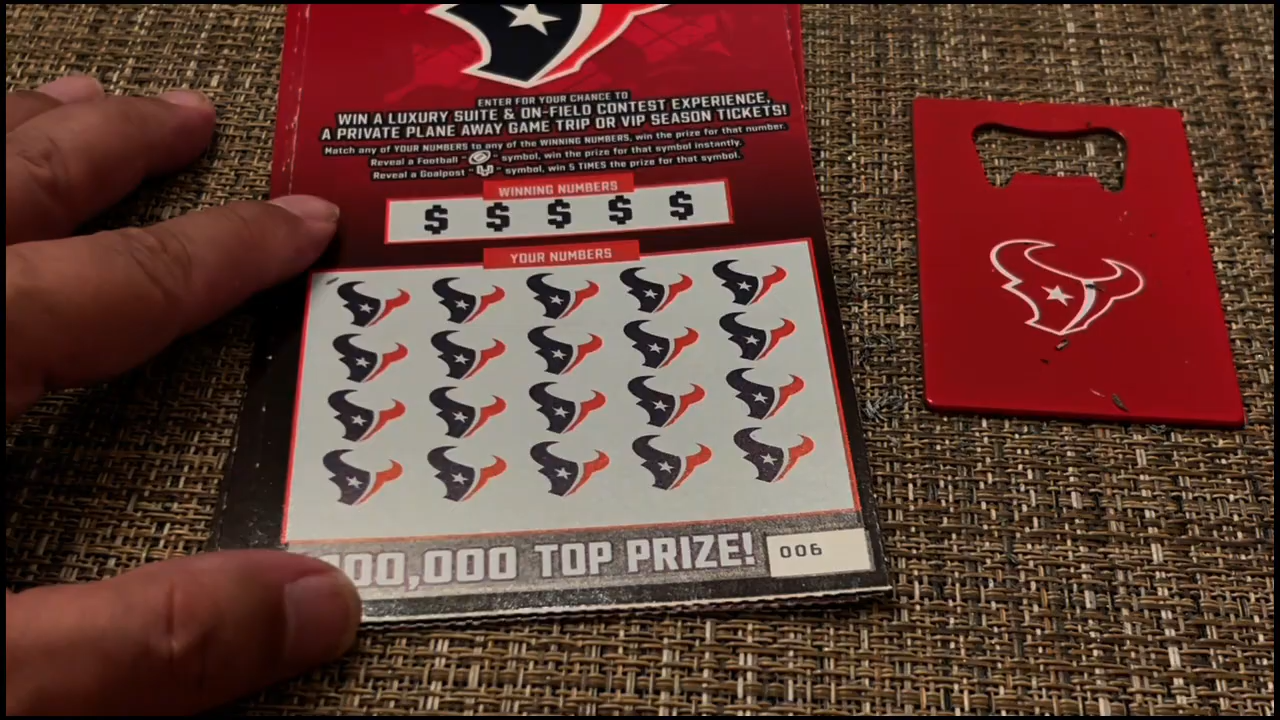 ENTER FOR YOUR CHANCE TO
WIN A LUXURY SUITE & ON-FIELD CONTEST EXPERIENCE,
A PRIVATE PLANE AWAY GAME TRIP OR VIP SEASON TICKETS!
Match any of YOUR NUMBERS to any of the WINNING NUMBERS, win the prize for that number.
Reveal a Football " " symbol, win the prize for that symbol instantly.
Reveal a Goalpost " " symbol, win 5 TIMES the prize for that symbol.
WINNING NUMBERS
$ $ $ $ $
YOUR NUMBERS
00,000 TOP PRIZE!
006